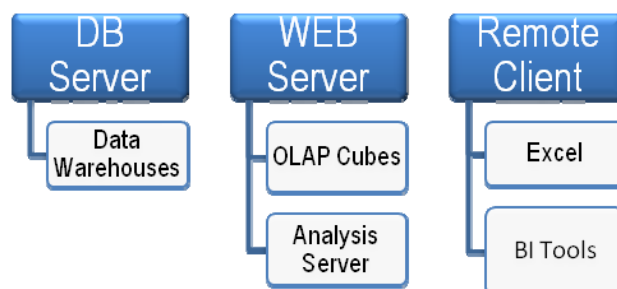 DB
Server
Data
Warehouses
WEB
Server
OLAP Cubes
Analysis
Server
Remote
Client
Excel
BI Tools